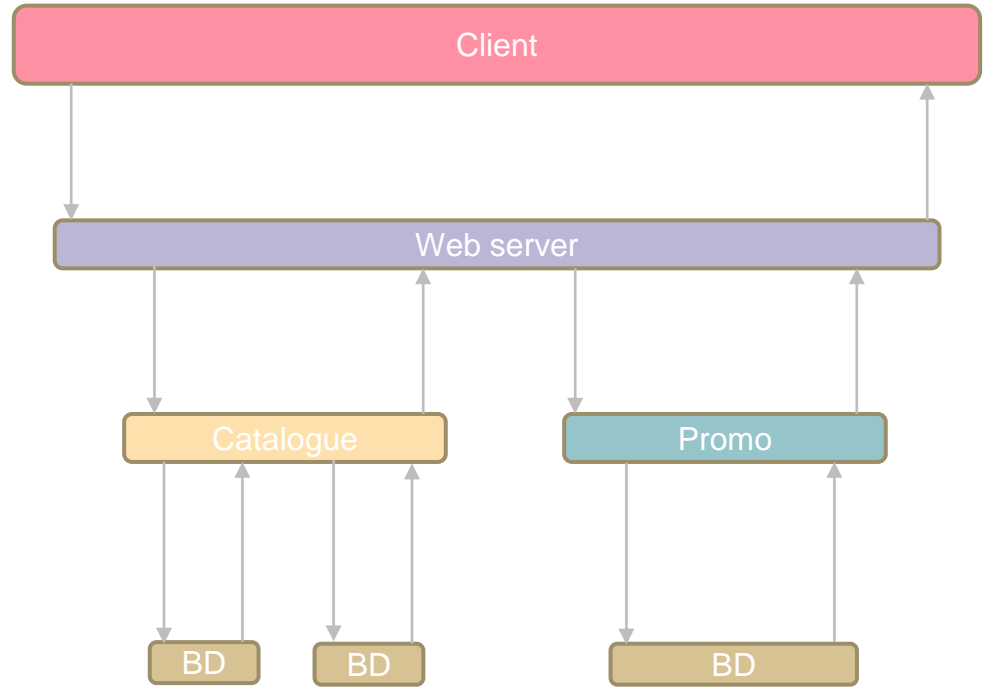 Client
Web server
Catalogue
Promo
BD
BD
BD